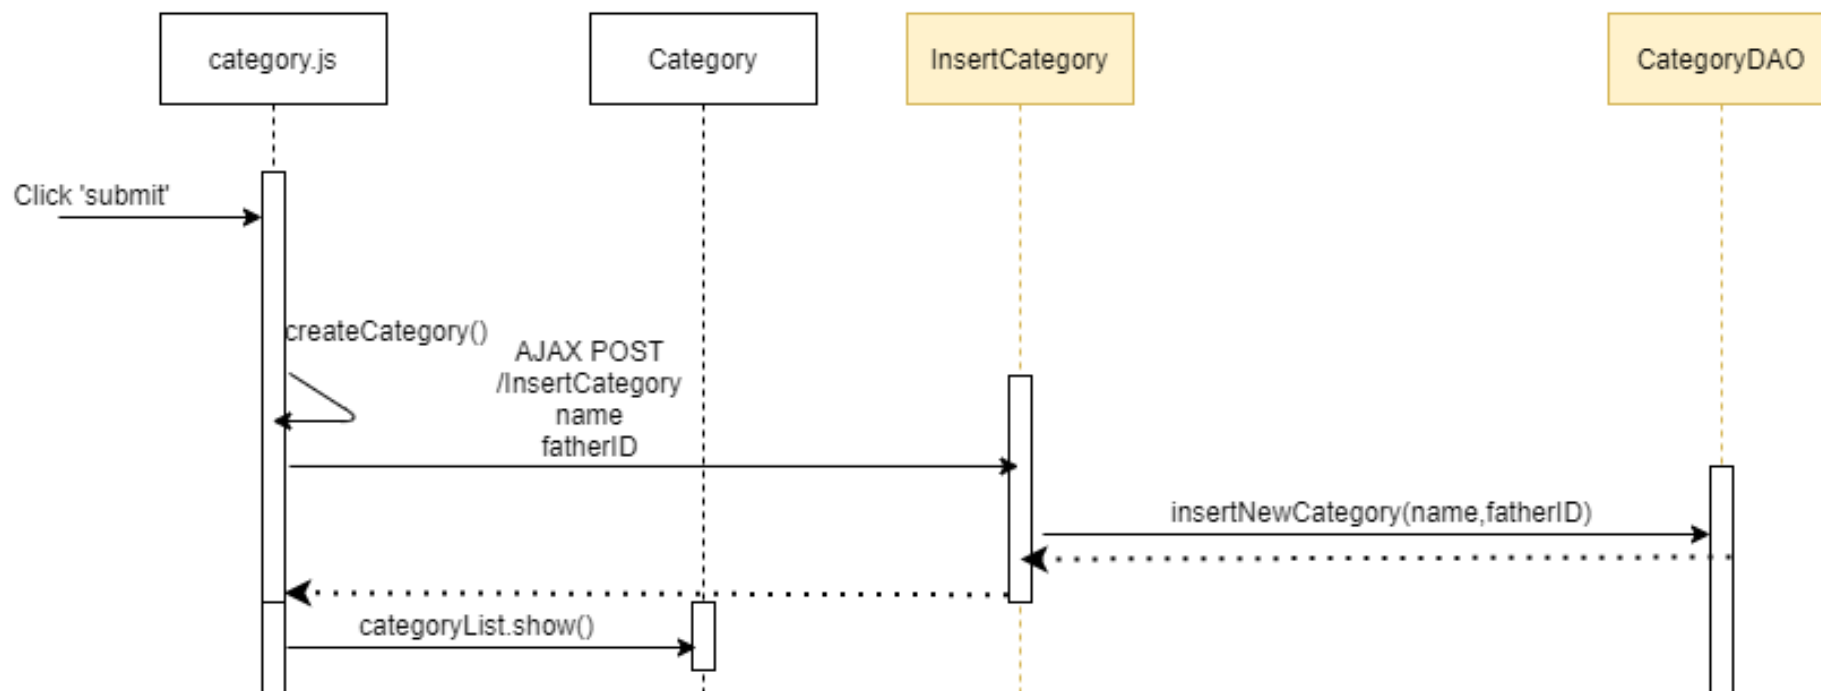 category.js
Category
InsertCategory
CategoryDAO
Click 'submit'
createCategory()
AJAX POST
/InsertCategory
name
fatherID
insertNewCategory(name,fatherID)
categoryList.show()